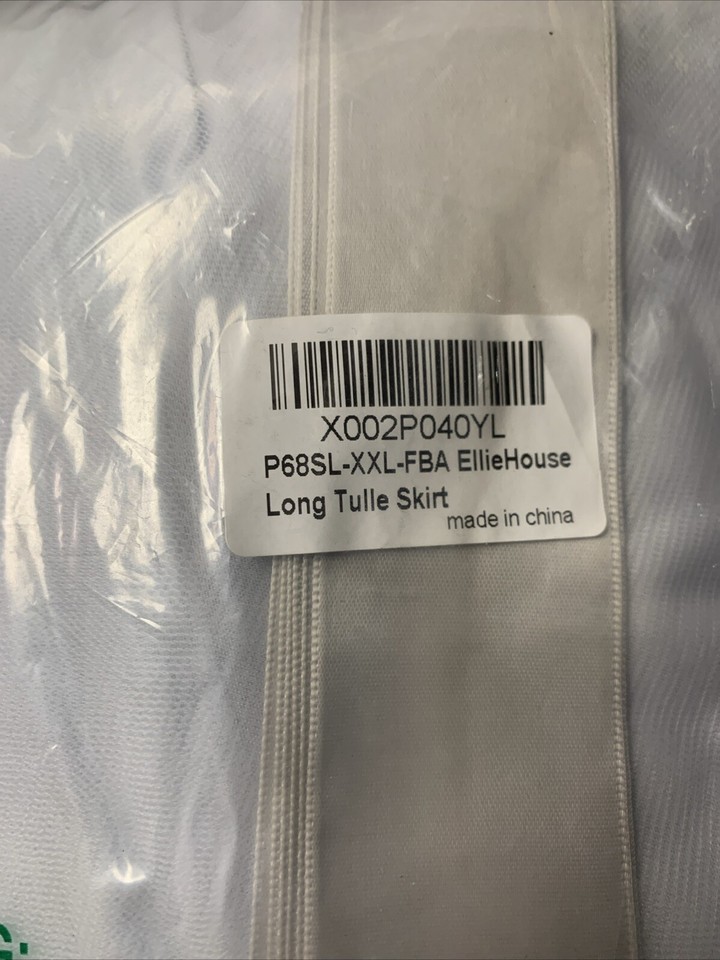 X002P040YL
P68SL-XXL-FBA EllieHouse
Long Tulle Skirt
made in china
G: